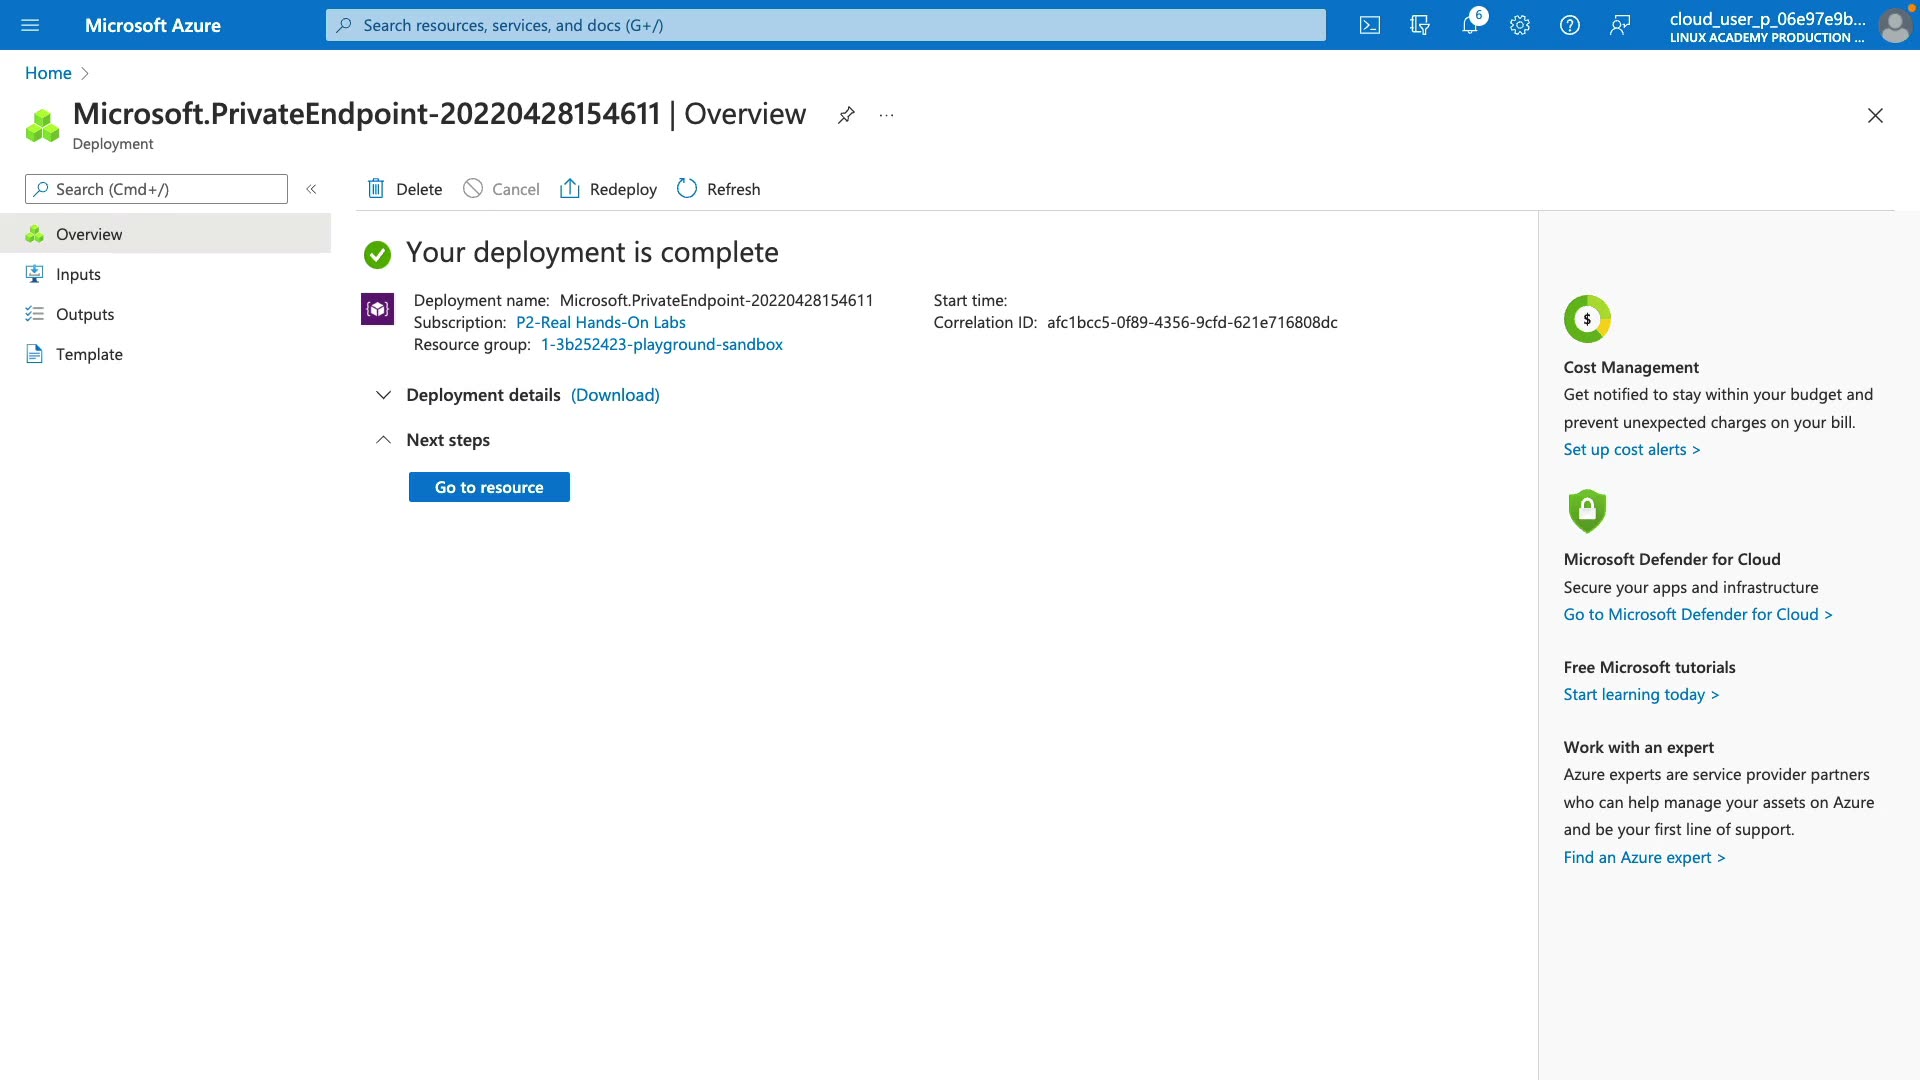 Microsoft Azure
Search resources, services, and docs (G+/)
6
cloud_user_p_06e97e9b...
LINUX ACADEMY PRODUCTION ...
Home
Microsoft.PrivateEndpoint-20220428154611 | Overview
Deployment
Search (Cmd+/)
Overview
Inputs
Outputs
Template
Delete
Cancel
Redeploy
Refresh
Your deployment is complete
Deployment name: Microsoft.PrivateEndpoint-20220428154611
Subscription: P2-Real Hands-On Labs
Resource group: 1-3b252423-playground-sandbox
Start time:
Correlation ID: afc1bcc5-0f89-4356-9cfd-621e716808dc
Deployment details (Download)
Next steps
Go to resource
$
Cost Management
Get notified to stay within your budget and
prevent unexpected charges on your bill.
Set up cost alerts >
Microsoft Defender for Cloud
Secure your apps and infrastructure
Go to Microsoft Defender for Cloud >
Free Microsoft tutorials
Start learning today >
Work with an expert
Azure experts are service provider partners
who can help manage your assets on Azure
and be your first line of support.
Find an Azure expert >